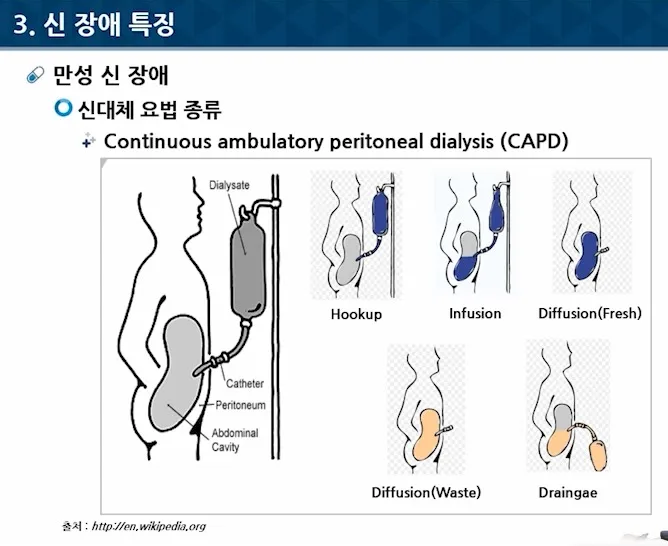 3. 신 장애 특징
만성 신 장애
신대체 요법 종류
Continuous ambulatory peritoneal dialysis (CAPD)
Dialysate
Catheter
Peritoneum
Abdominal
Cavity
Hookup
Infusion
Diffusion(Fresh)
Diffusion(Waste)
Draingae
출처 : http://en.wikipedia.org